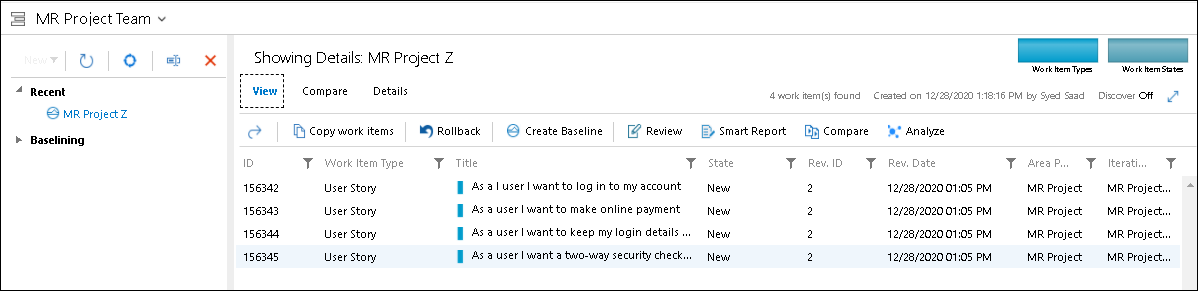 MR Project Team
New
Recent
MR Project Z
Baselining
Showing Details: MR Project Z
Work Item Types
Work Item States
View Compare Details
4 work item(s) found Created on 12/28/2020 1:18:16 PM by Syed Saad Discover Off
Copy work items Rollback Create Baseline Review Smart Report Compare Analyze
ID Work Item Type Title State Rev. ID Rev. Date Area P... Iterati...
156342 User Story As a I user I want to log in to my account New 2 12/28/2020 01:05 PM MR Project MR Project...
156343 User Story As a user I want to make online payment New 2 12/28/2020 01:05 PM MR Project MR Project...
156344 User Story As a user I want to keep my login details ... New 2 12/28/2020 01:05 PM MR Project MR Project...
156345 User Story As a user I want a two-way security check... New 2 12/28/2020 01:05 PM MR Project MR Project...